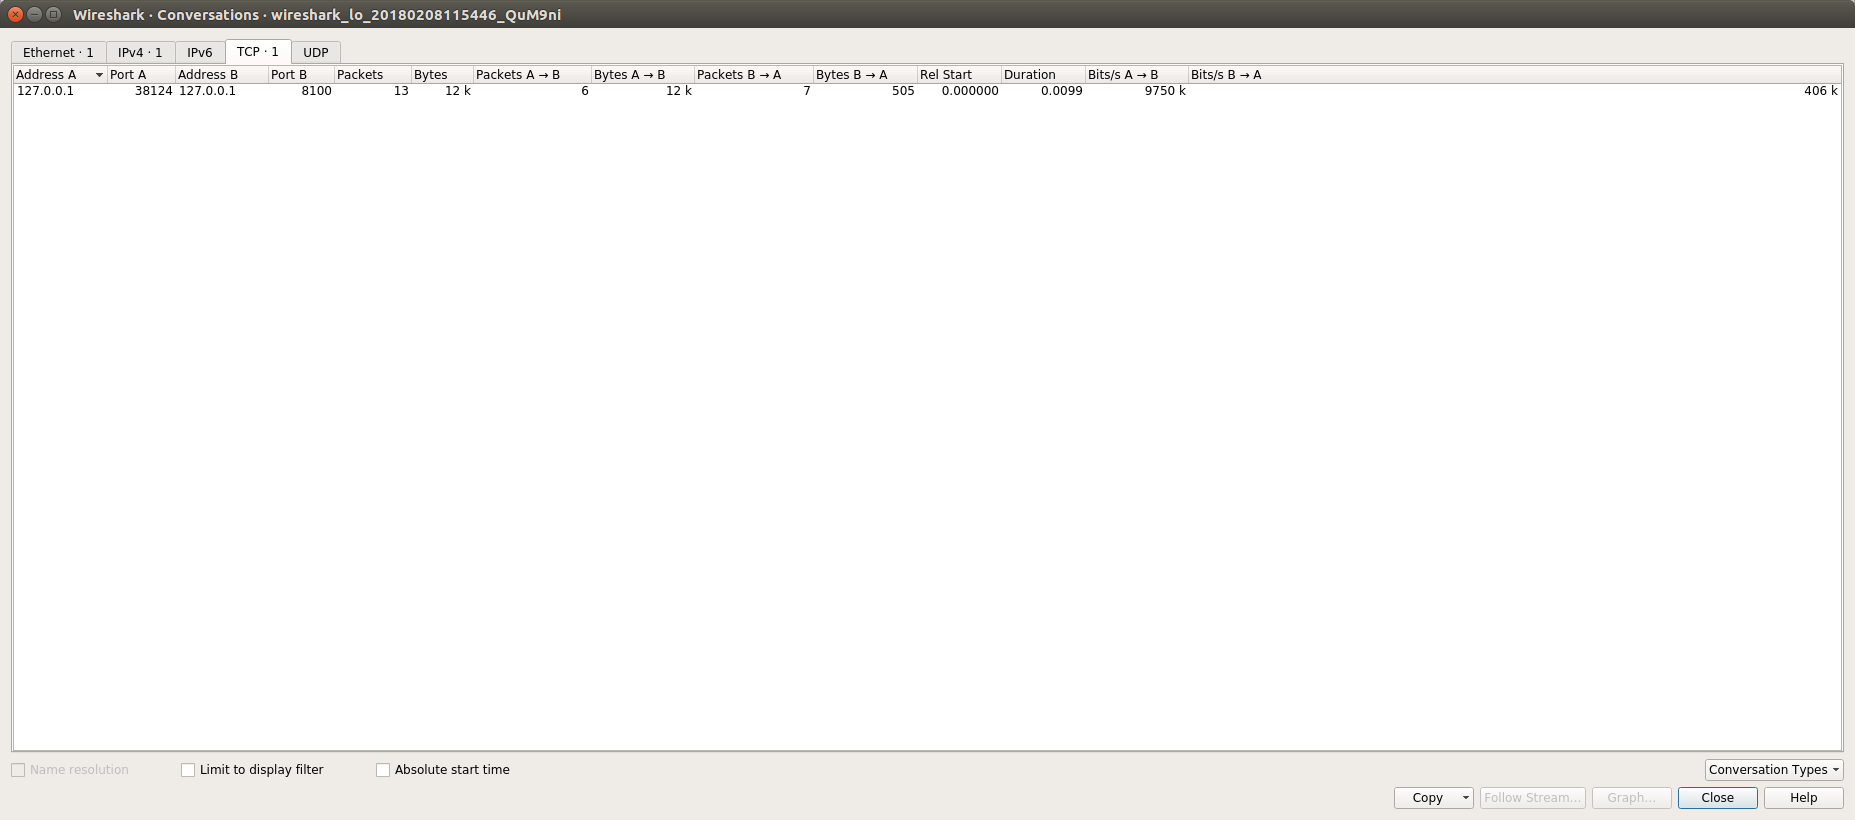 Wireshark · Conversations · wireshark_lo_20180208115446_QuM9ni
Ethernet · 1 IPv4 · 1 IPv6 TCP · 1 UDP
Address A Port A Address B Port B Packets Bytes Packets A → B Bytes A → B Packets B → A Bytes B → A Rel Start Duration Bits/s A → B Bits/s B → A
127.0.0.1 38124 127.0.0.1 8100 13 12 k 6 12 k 7 505 0.000000 0.0099 9750 k 406 k
Name resolution Limit to display filter Absolute start time Conversation Types
Copy Follow Stream... Graph... Close Help